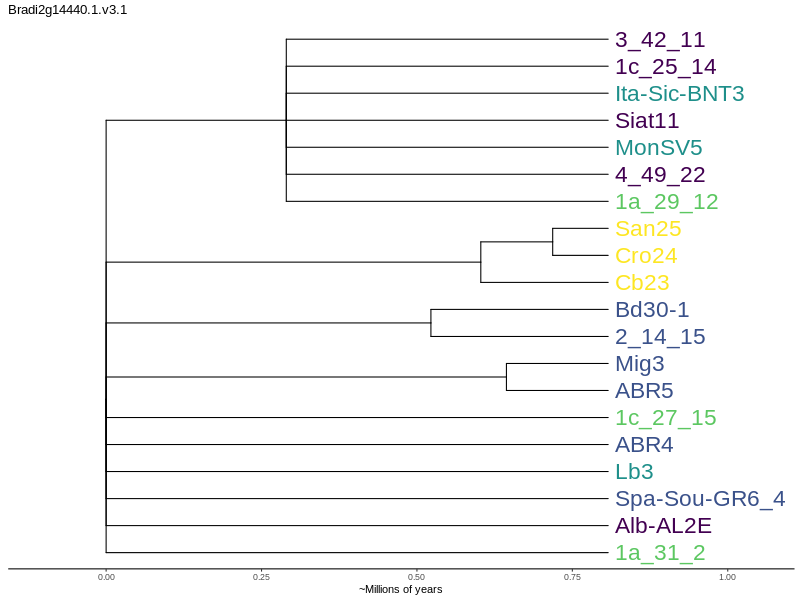 Bradi2g14440.1.v3.1
3_42_11
1c_25_14
Ita-Sic-BNT3
Siat11
MonSV5
4_49_22
1a_29_12
San25
Cro24
Cb23
Bd30-1
2_14_15
Mig3
ABR5
1c_27_15
ABR4
Lb3
Spa-Sou-GR6_4
Alb-AL2E
1a_31_2
0.00 0.25 0.50 0.75 1.00
~Millions of years